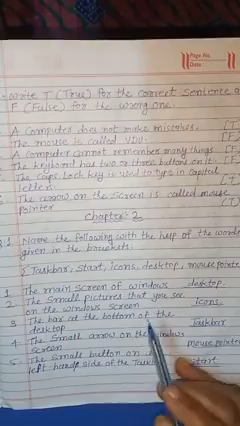 Page No.
Date
Write T (True) for the correct sentence o
F (False) for the wrong one.
A computer does not make mistakes. [T
The mouse is called VDU. [F
A computer cannot remember many things [F
The keyboard has two or three buttons on it. [F
The caps Lock key is used to type in capital
letters. [T
The arrow on the screen is called mouse
pointer (T)
Chapter-2
Q.1. Name the following with the help of the words
given in the brackets.
{ Taskbar, start, icons, desktop, mouse pointe
1. The main screen of windows desktop.
2. The small pictures that you see
on the windows screen icons.
3 The bar at the bottom of the
desktop Taskbar
4. The small arrow on the windows
screen mouse pointe
5. The small button on
left hand side of the Task start